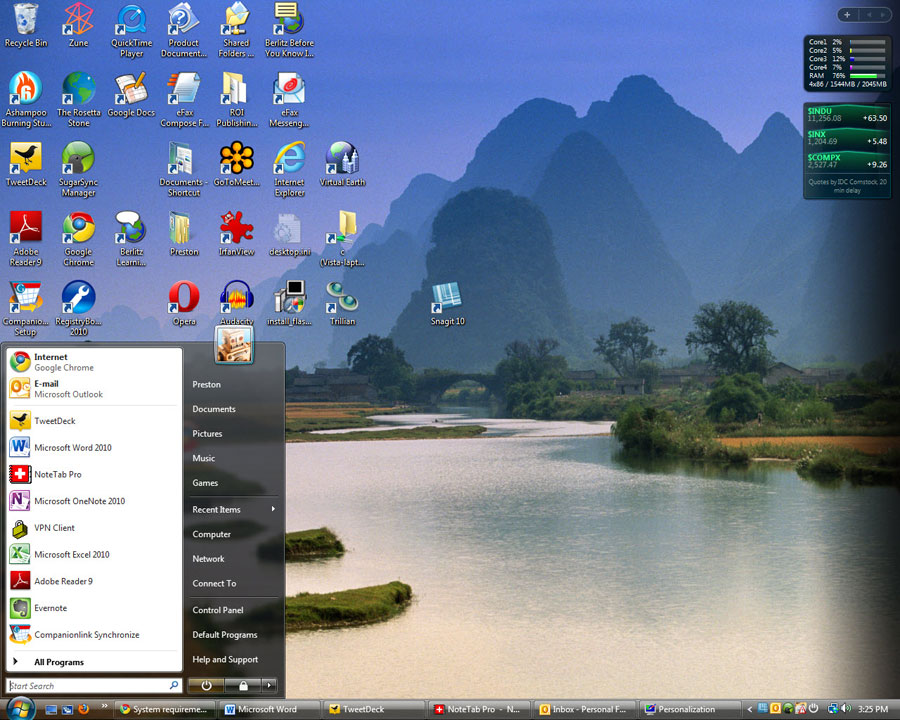 Recycle Bin
Zune
QuickTime
Player
Product
Document...
Shared
Folders ...
Berlitz Before
You Know I...
Ashampoo
Burning Stu...
The Rosetta
Stone
Google Docs
eFax
Compose F...
ROI
Publishin...
eFax
Messeng...
TweetDeck
SugarSync
Manager
Documents -
Shortcut
GoToMeet...
Internet
Explorer
Virtual Earth
Adobe
Reader 9
Google
Chrome
Berlitz
Learni...
Preston
IrfanView
desktop.ini
c
(Vista-lapt...
Companio...
Setup
RegistryBo...
2010
Opera
Audacity
install_flas...
Trillian
Snagit 10
Core1 2%
Core2 5%
Core3 12%
Core4 7%
RAM 76%
4x86 / 1544MB / 2045MB
$INDU
11,256.08 +63.50
$INX
1,204.69 +5.48
$COMPX
2,527.47 +9.26
Quotes by IDC Comstock, 20
min delay
Internet
Google Chrome
E-mail
Microsoft Outlook
TweetDeck
Microsoft Word 2010
NoteTab Pro
Microsoft OneNote 2010
VPN Client
Microsoft Excel 2010
Adobe Reader 9
Evernote
Companionlink Synchronize
All Programs
Start Search
Preston
Documents
Pictures
Music
Games
Recent Items
Computer
Network
Connect To
Control Panel
Default Programs
Help and Support
System requireme...
Microsoft Word
TweetDeck
NoteTab Pro - N...
Inbox - Personal F...
Personalization
3:25 PM